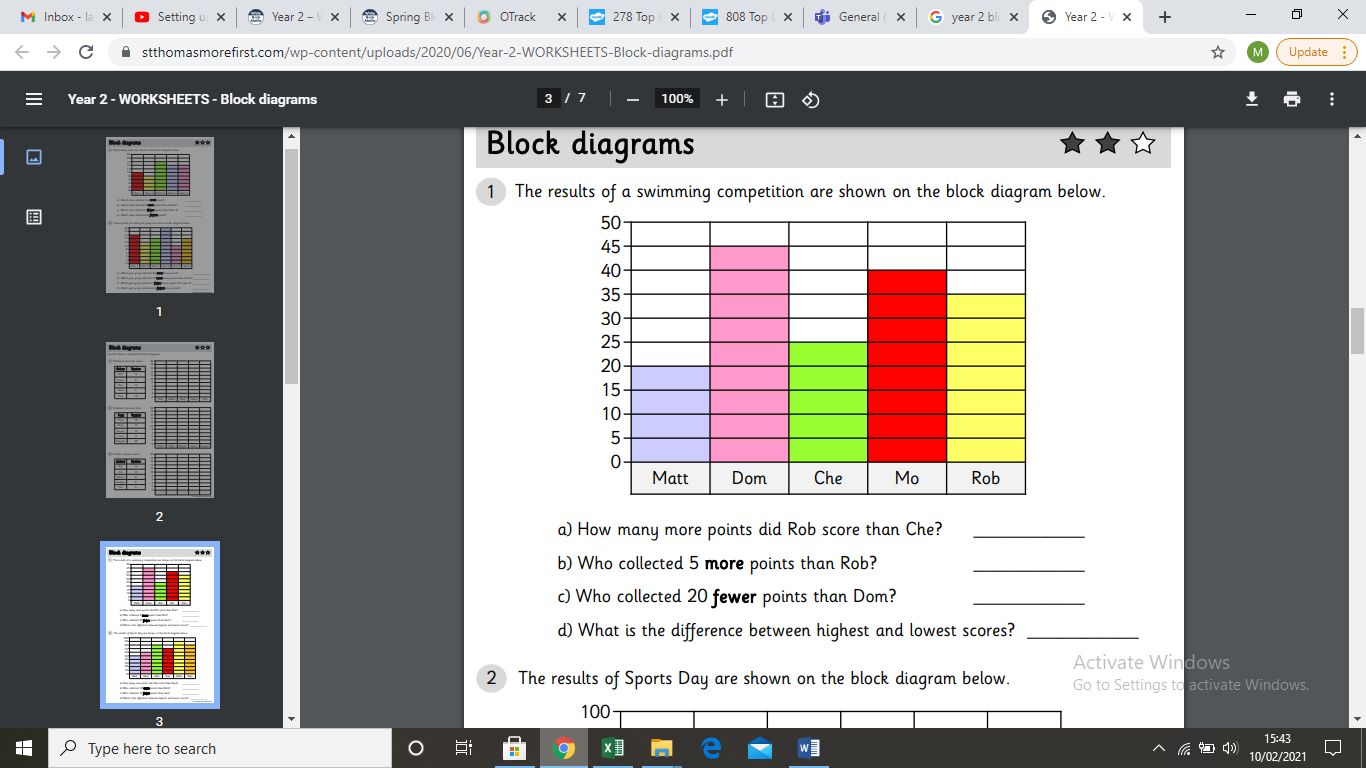 Inbox - la
Setting u
Year 2 – W
Spring Bl
OTrack
278 Top
808 Top
General (
year 2 blo
Year 2 - W
stthomasmorefirst.com/wp-content/uploads/2020/06/Year-2-WORKSHEETS-Block-diagrams.pdf
M
Update
Year 2 - WORKSHEETS - Block diagrams
3 / 7
100%
Block diagrams
1 The results of a swimming competition are shown on the block diagram below.
50
45
40
35
30
25
20
15
10
5
0
Matt Dom Che Mo Rob
a) How many more points did Rob score than Che?
b) Who collected 5 more points than Rob?
c) Who collected 20 fewer points than Dom?
d) What is the difference between highest and lowest scores?
2 The results of Sports Day are shown on the block diagram below.
100
1
2
3
Activate Windows
Go to Settings to activate Windows.
Type here to search
15:43
10/02/2021